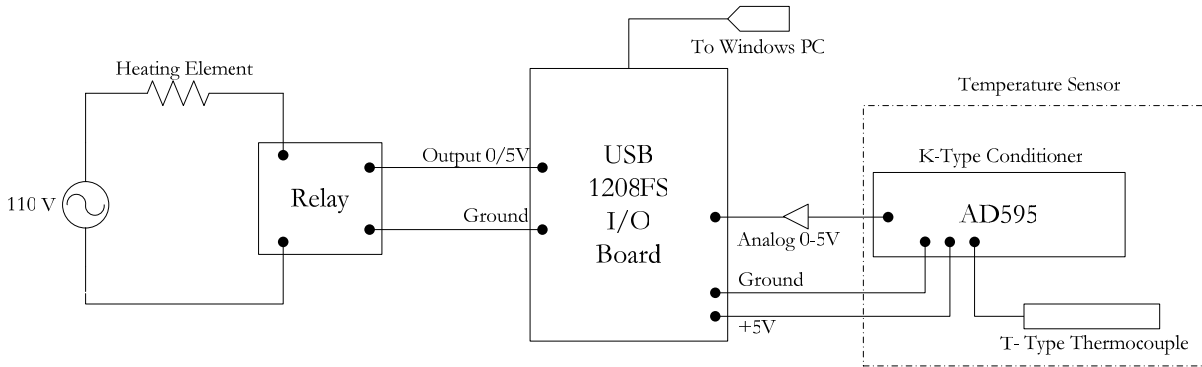 To Windows PC
Heating Element
Temperature Sensor
K-Type Conditioner
Output 0/5V
USB
1208FS
I/O
Board
110 V
Relay
Ground
AD595
Analog 0-5V
Ground
+5V
T- Type Thermocouple